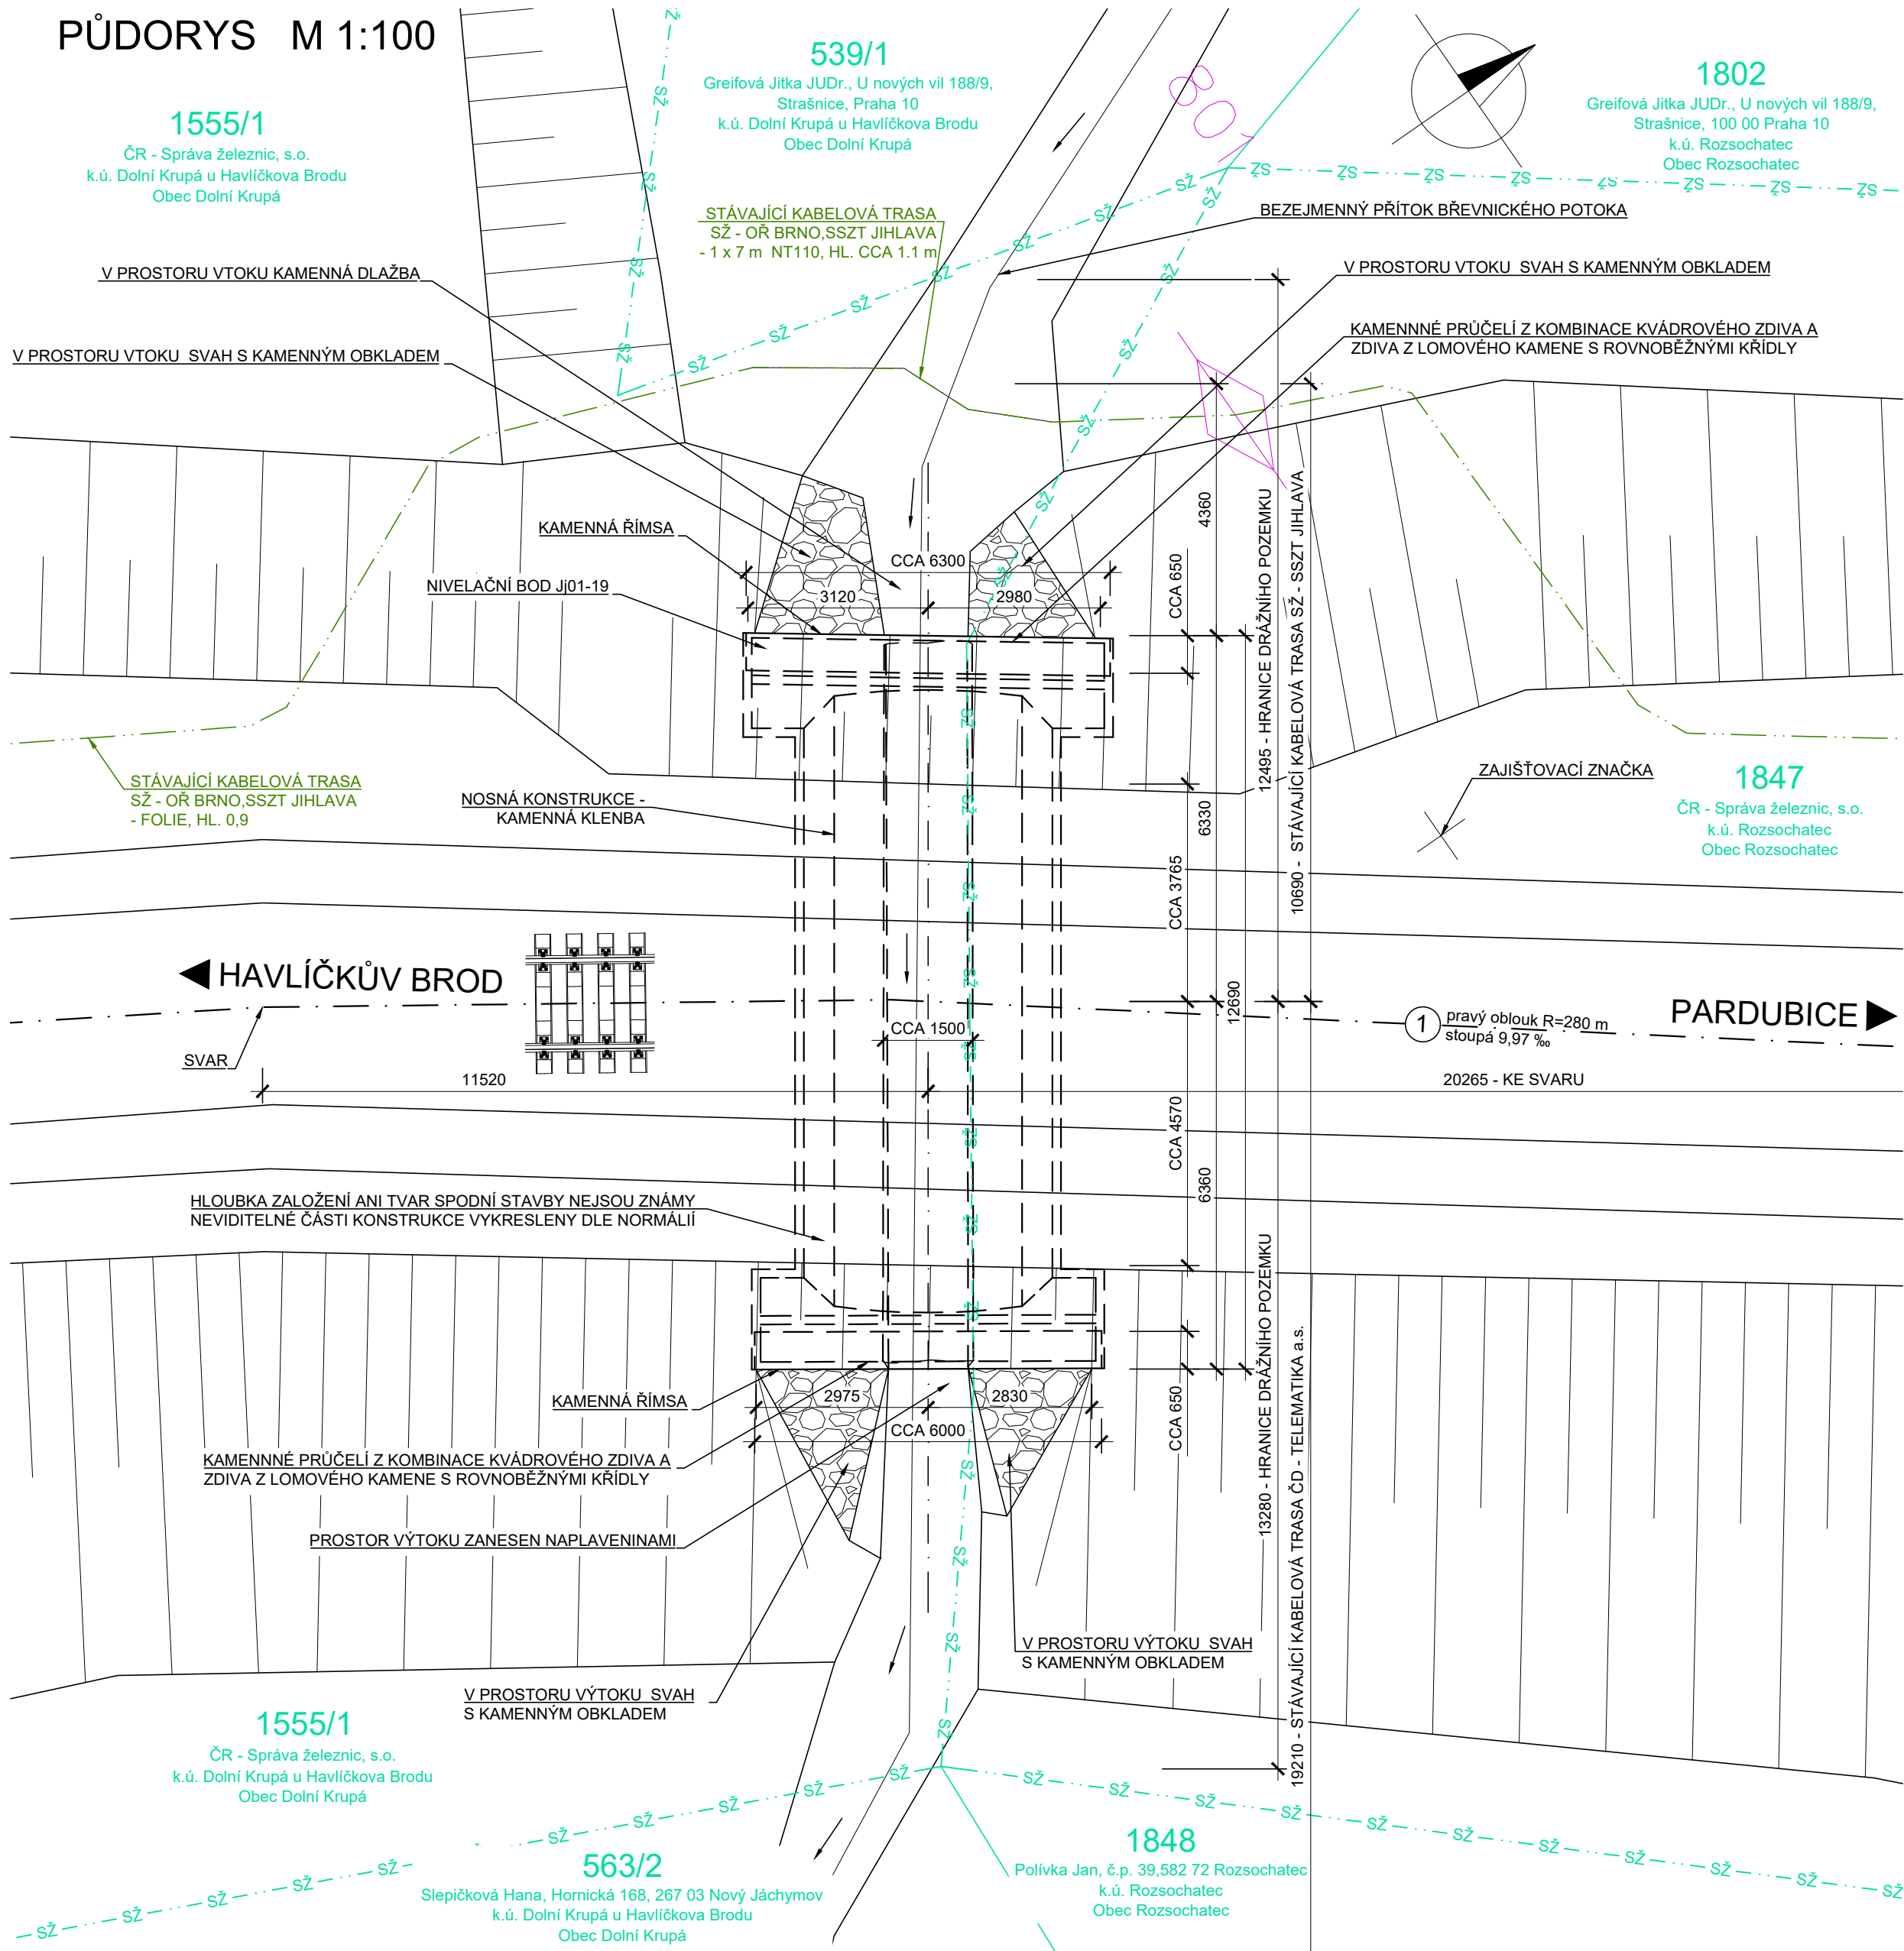 PŮDORYS   M 1:100
1555/1
ČR - Správa železnic, s.o.
k.ú. Dolní Krupá u Havlíčkova Brodu
Obec Dolní Krupá
539/1
Greifová Jitka JUDr., U nových vil 188/9,
Strašnice, Praha 10
k.ú. Dolní Krupá u Havlíčkova Brodu
Obec Dolní Krupá
1802
Greifová Jitka JUDr., U nových vil 188/9,
Strašnice, 100 00 Praha 10
k.ú. Rozsochatec
Obec Rozsochatec
STÁVAJÍCÍ KABELOVÁ TRASA
SŽ - OŘ BRNO,SSZT JIHLAVA
- 1 x 7 m  NT110, HL. CCA 1.1 m
BEZEJMENNÝ PŘÍTOK BŘEVNICKÉHO POTOKA
V PROSTORU VTOKU KAMENNÁ DLAŽBA
V PROSTORU VTOKU  SVAH S KAMENNÝM OBKLADEM
V PROSTORU VTOKU  SVAH S KAMENNÝM OBKLADEM
KAMENNNÉ PRŮČELÍ Z KOMBINACE KVÁDROVÉHO ZDIVA A
ZDIVA Z LOMOVÉHO KAMENE S ROVNOBĚŽNÝMI KŘÍDLY
KAMENNÁ ŘÍMSA
NIVELAČNÍ BOD Jj01-19
CCA 6300
3120
2980
CCA 650
4360
12495 - HRANICE DRÁŽNÍHO POZEMKU
10690 -  STÁVAJÍCÍ KABELOVÁ TRASA SŽ - SSZT JIHLAVA
STÁVAJÍCÍ KABELOVÁ TRASA
SŽ - OŘ BRNO,SSZT JIHLAVA
- FOLIE, HL. 0,9
NOSNÁ KONSTRUKCE -
KAMENNÁ KLENBA
ZAJIŠŤOVACÍ ZNAČKA
1847
ČR - Správa železnic, s.o.
k.ú. Rozsochatec
Obec Rozsochatec
CCA 3765
6330
12690
HAVLÍČKŮV BROD
PARDUBICE
1
pravý oblouk R=280 m
stoupá 9,97 ‰
SVAR
CCA 1500
11520
20265 - KE SVARU
CCA 4570
6360
HLOUBKA ZALOŽENÍ ANI TVAR SPODNÍ STAVBY NEJSOU ZNÁMY
NEVIDITELNÉ ČÁSTI KONSTRUKCE VYKRESLENY DLE NORMÁLIÍ
13280 - HRANICE DRÁŽNÍHO POZEMKU
19210 - STÁVAJÍCÍ KABELOVÁ TRASA ČD - TELEMATIKA a.s.
KAMENNÁ ŘÍMSA
2975
2830
CCA 6000
CCA 650
KAMENNNÉ PRŮČELÍ Z KOMBINACE KVÁDROVÉHO ZDIVA A
ZDIVA Z LOMOVÉHO KAMENE S ROVNOBĚŽNÝMI KŘÍDLY
PROSTOR VÝTOKU ZANESEN NAPLAVENINAMI
V PROSTORU VÝTOKU  SVAH
S KAMENNÝM OBKLADEM
V PROSTORU VÝTOKU  SVAH
S KAMENNÝM OBKLADEM
1555/1
ČR - Správa železnic, s.o.
k.ú. Dolní Krupá u Havlíčkova Brodu
Obec Dolní Krupá
563/2
Slepičková Hana, Hornická 168, 267 03 Nový Jáchymov
k.ú. Dolní Krupá u Havlíčkova Brodu
Obec Dolní Krupá
1848
Polívka Jan, č.p. 39,582 72 Rozsochatec
k.ú. Rozsochatec
Obec Rozsochatec